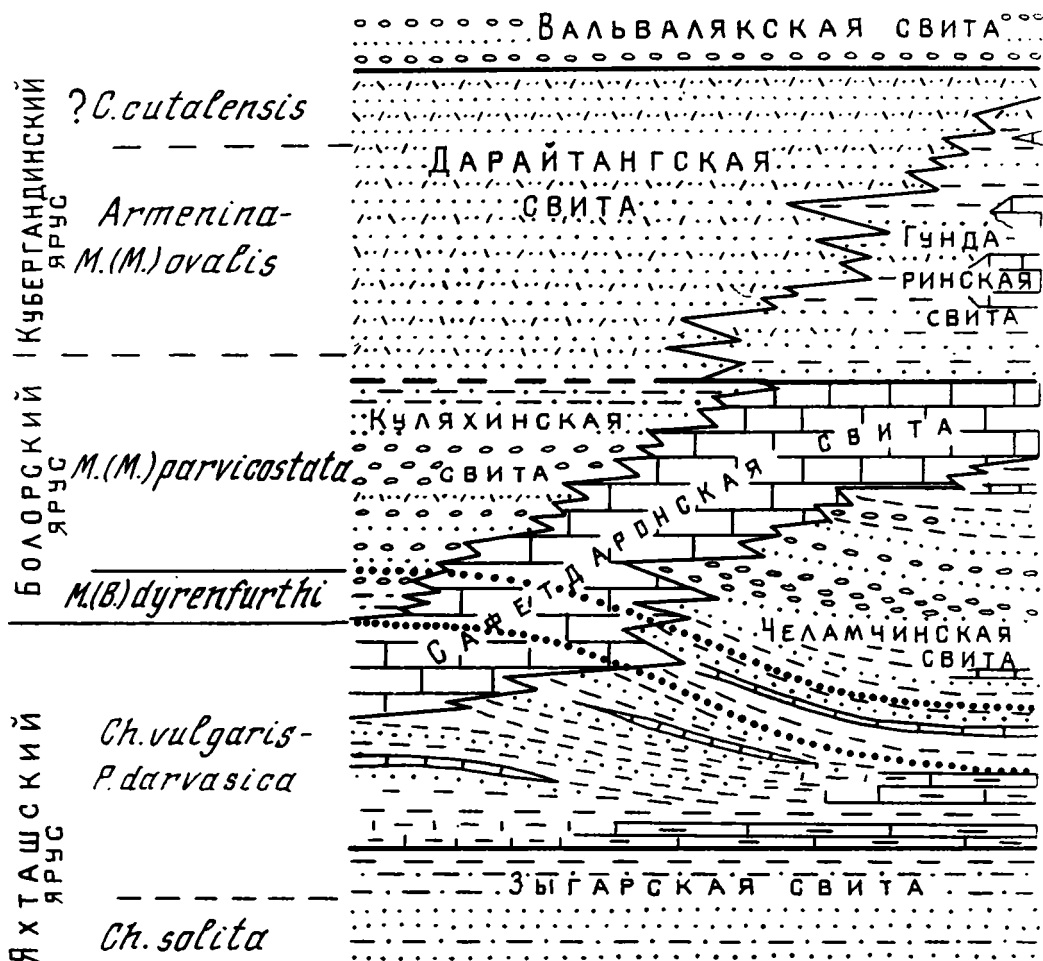 Вальвалякская свита
Кубергандинский
ярус
?C. cutalensis
Дарайтангская
свита
Armenina-
M.(M.) ovalis
Гунда-
ринская
свита
Болорский
ярус
Куляхинская
свита
M.(M.) parvicostata
Сафетдаронская свита
M.(B.) dyrenfurthi
Челамчинская
свита
Яхташский
ярус
Ch. vulgaris-
P. darvasica
Зыгарская свита
Ch. solita